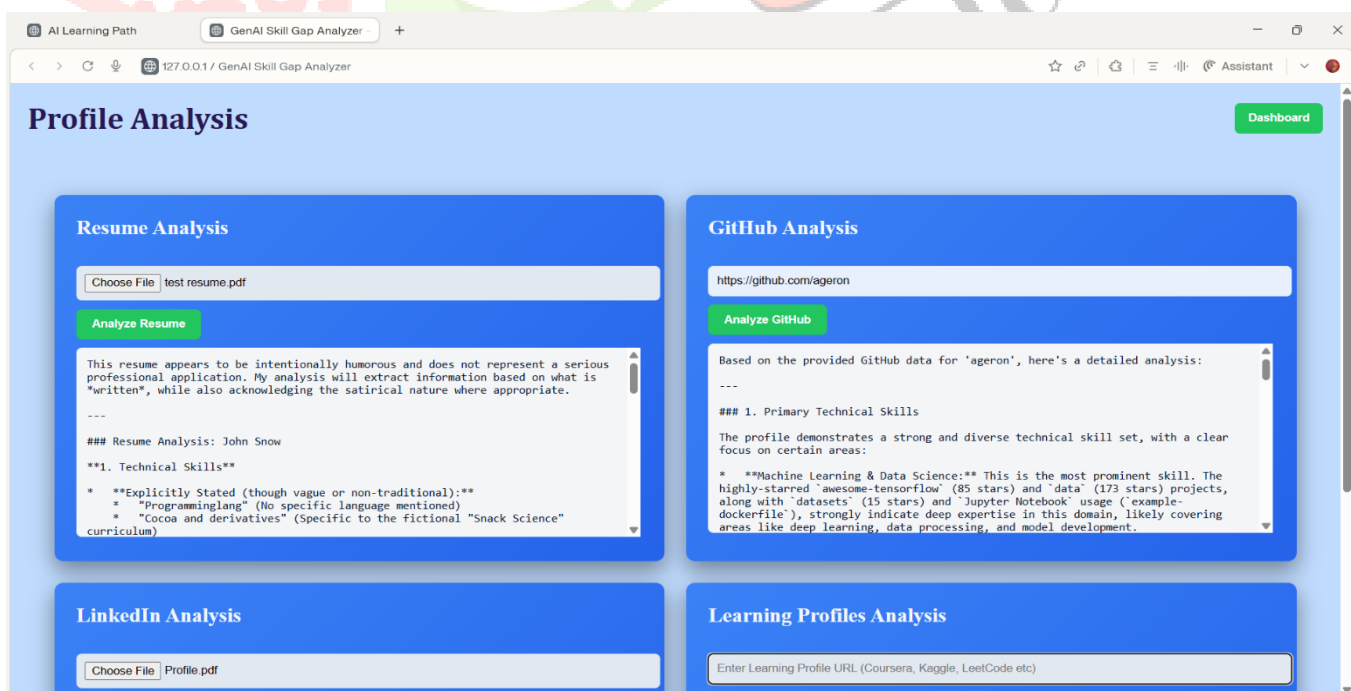 AI Learning Path
GenAI Skill Gap Analyzer -
127.0.0.1 / GenAI Skill Gap Analyzer
Assistant
Profile Analysis
Dashboard
Resume Analysis
Choose File test resume.pdf
Analyze Resume
This resume appears to be intentionally humorous and does not represent a serious
professional application. My analysis will extract information based on what is
*written*, while also acknowledging the satirical nature where appropriate.
---
### Resume Analysis: John Snow
**1. Technical Skills**
*   **Explicitly Stated (though vague or non-traditional):**
*   "Programminglang" (No specific language mentioned)
*   "Cocoa and derivatives" (Specific to the fictional "Snack Science"
curriculum)
GitHub Analysis
https://github.com/ageron
Analyze GitHub
Based on the provided GitHub data for 'ageron', here's a detailed analysis:
---
### 1. Primary Technical Skills
The profile demonstrates a strong and diverse technical skill set, with a clear
focus on certain areas:
*   **Machine Learning & Data Science:** This is the most prominent skill. The
highly-starred `awesome-tensorflow` (85 stars) and `data` (173 stars) projects,
along with `datasets` (15 stars) and `Jupyter Notebook` usage (`example-
dockerfile`), strongly indicate deep expertise in this domain, likely covering
areas like deep learning, data processing, and model development.
LinkedIn Analysis
Choose File Profile.pdf
Learning Profiles Analysis
Enter Learning Profile URL (Coursera, Kaggle, LeetCode etc)